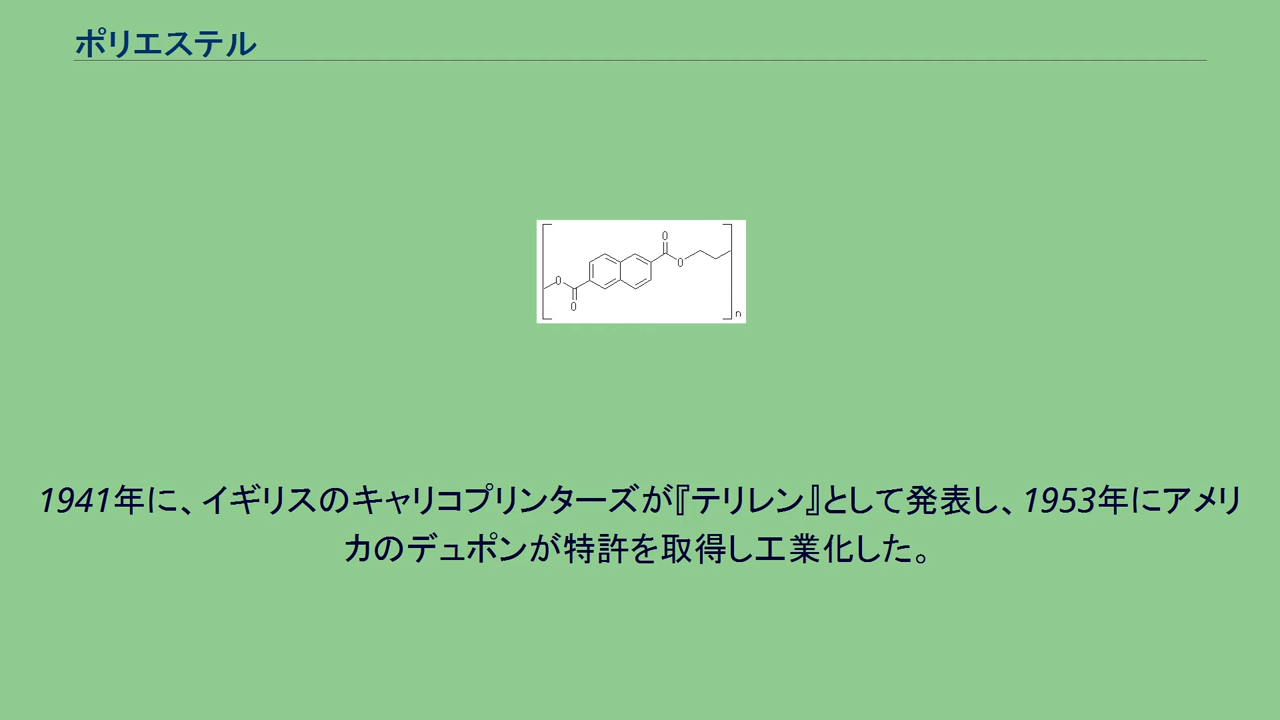 ポリエステル
O
O
O
O
n
1941年に、イギリスのキャリコプリンターズが『テリレン』として発表し、1953年にアメリ
カのデュポンが特許を取得し工業化した。